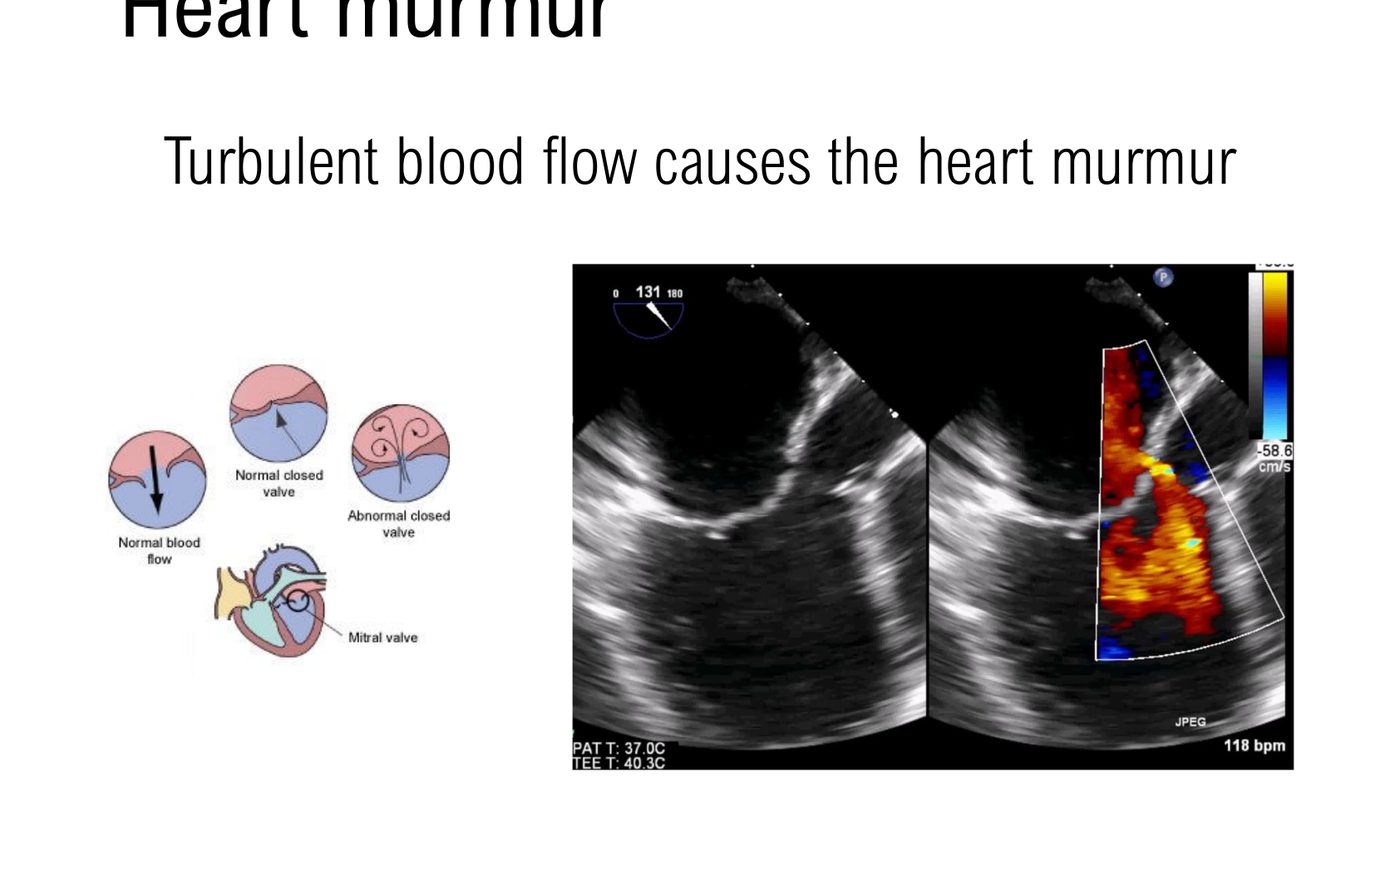 Heart murmur
Turbulent blood flow causes the heart murmur
Normal closed
valve
Abnormal closed
valve
Normal blood
flow
Mitral valve
0 131 180
P
-58.6
cm/s
JPEG
118 bpm
PAT T: 37.0C
TEE T: 40.3C